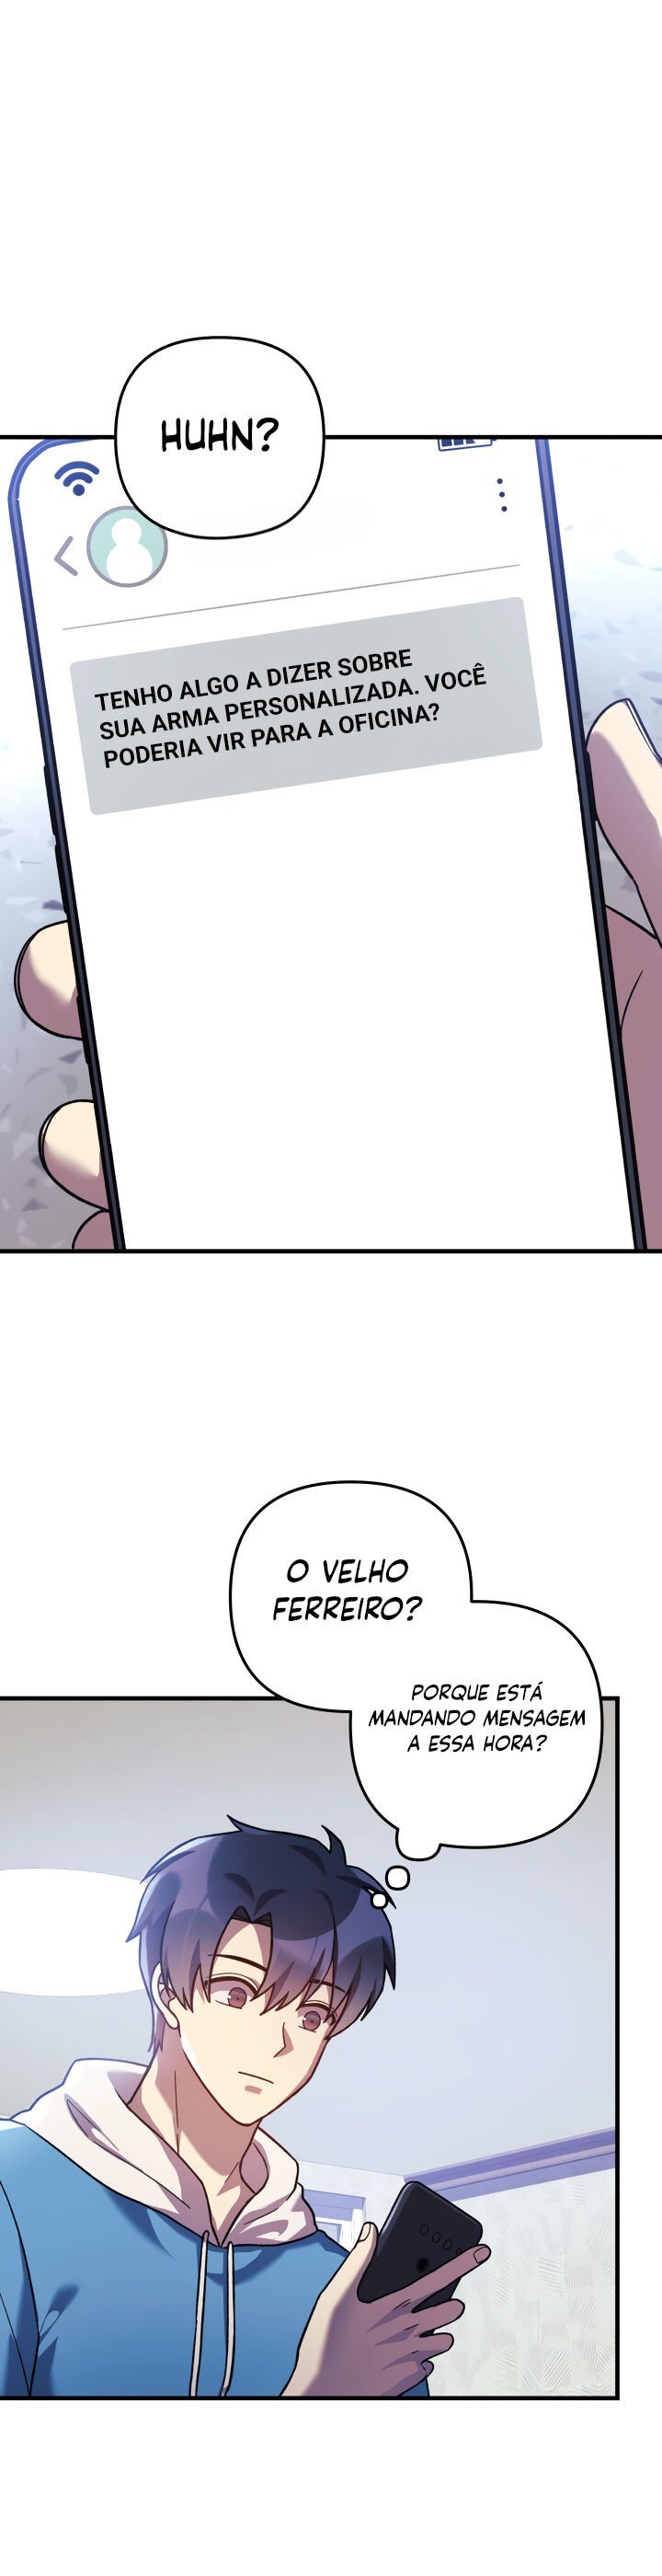 HUHN?
TENHO ALGO A DIZER SOBRE
SUA ARMA PERSONALIZADA. VOCÊ
PODERIA VIR PARA A OFICINA?
O VELHO
FERREIRO?
PORQUE ESTÁ
MANDANDO MENSAGEM
A ESSA HORA?